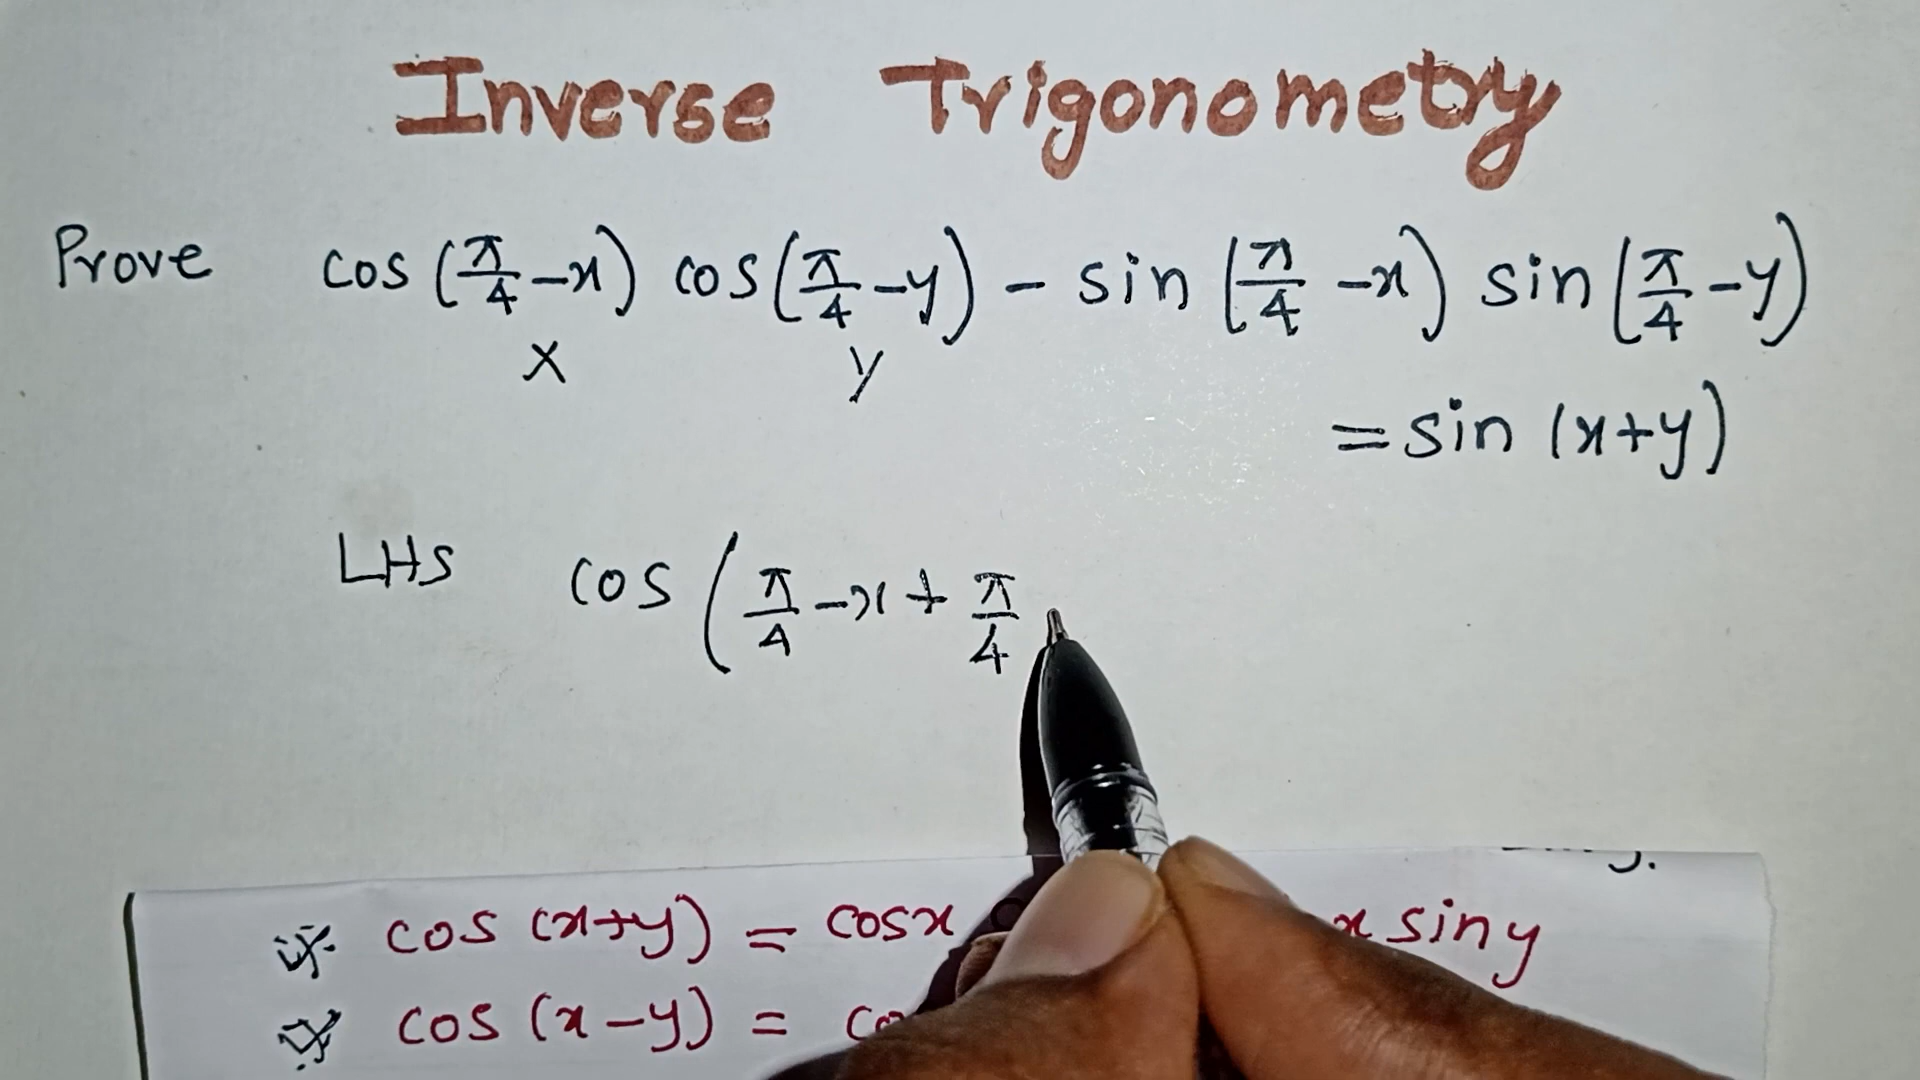 Inverse Trigonometry
Prove cos (π/4 -x) cos (π/4 -y) - sin (π/4 -x) sin (π/4 -y)
X y
= sin (x+y)
LHS cos ( π/4 -x + π/4
cos (x+y) = cosx x siny
cos (x-y) =